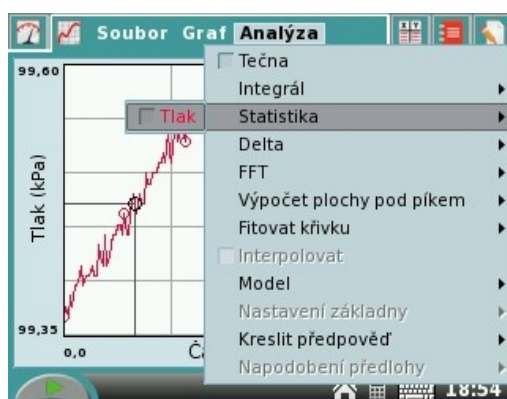 Soubor Graf Analýza
99,60
Tečna
Integrál
Tlak
Statistika
Delta
FFT
Výpočet plochy pod píkem
Tlak (kPa)
Fitovat křivku
Interpolovat
Model
Nastavení základny
99,35
Kreslit předpověď
0,0
Napodobení předlohy
18:54